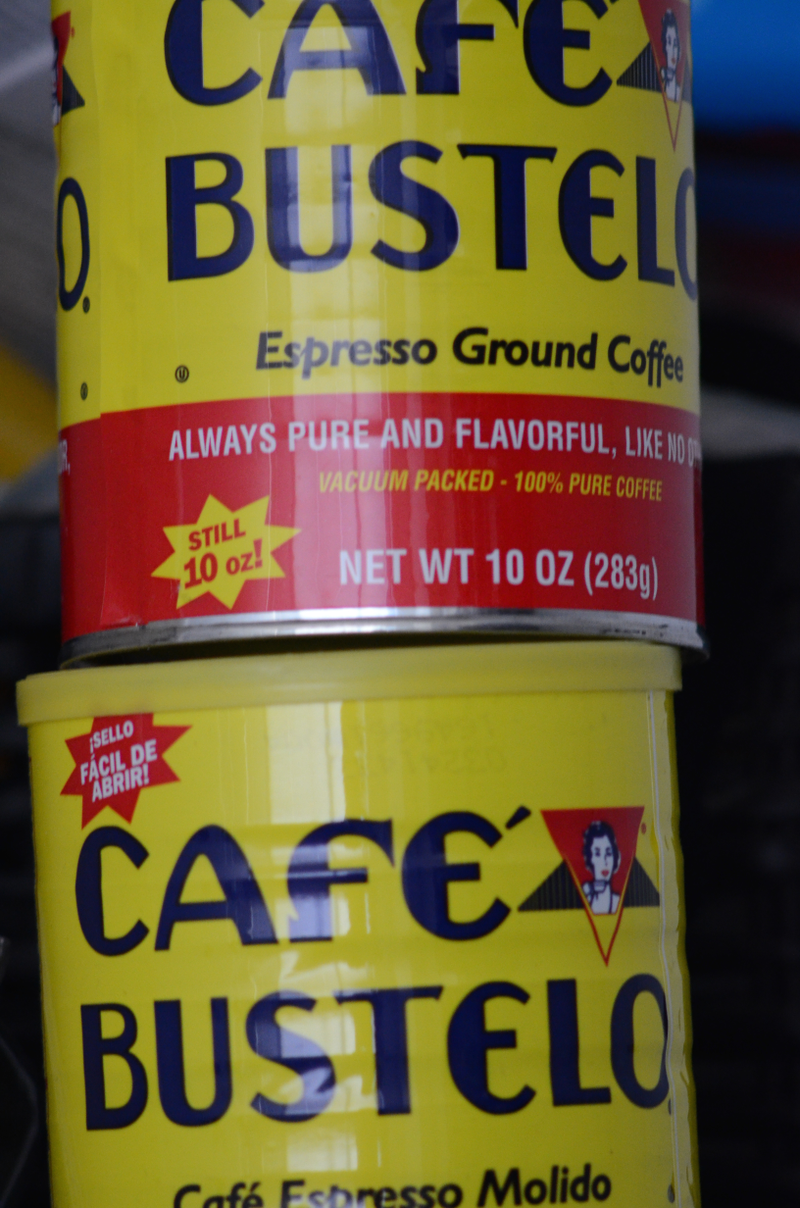 CAFÉ
BUSTELO
O.
Espresso Ground Coffee
ALWAYS PURE AND FLAVORFUL, LIKE NO
R,
VACUUM PACKED - 100% PURE COFFEE
STILL
10 oz!
NET WT 10 OZ (283g)
¡SELLO
FÁCIL DE
ABRIR!
CAFÉ
BUSTELO
Café Espresso Molido